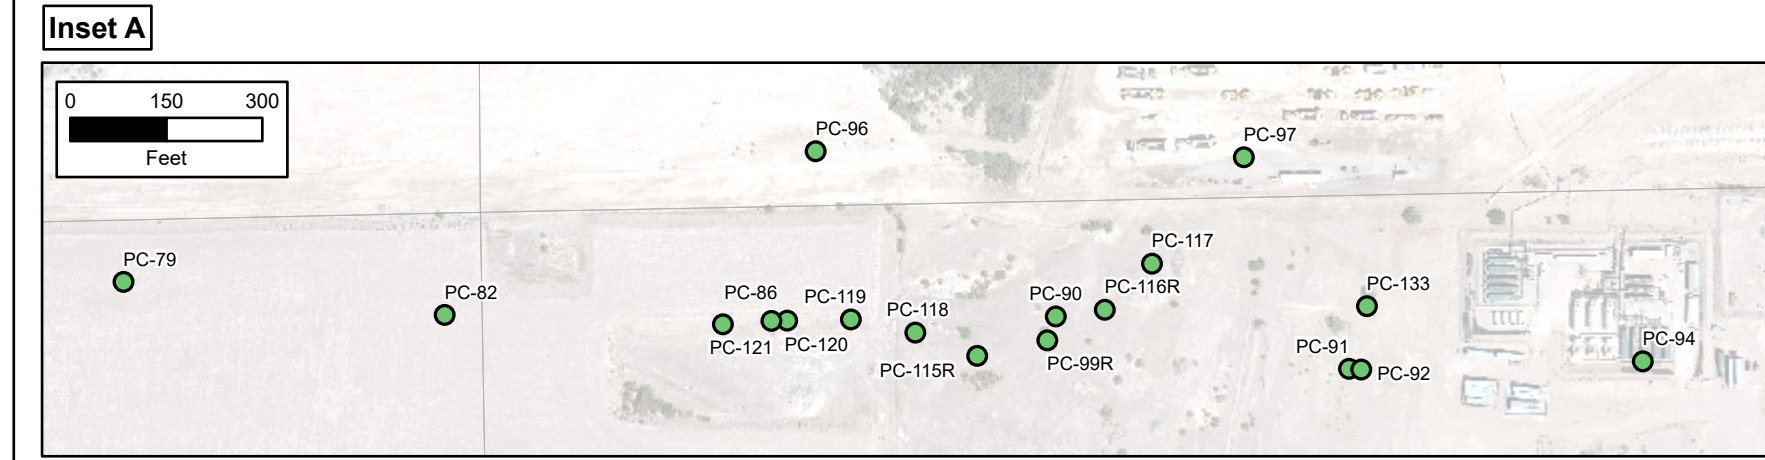 Inset A
0 150 300
Feet
PC-96
PC-97
PC-79
PC-82
PC-86
PC-119
PC-121
PC-120
PC-118
PC-115R
PC-90
PC-99R
PC-116R
PC-117
PC-133
PC-91
PC-92
PC-94